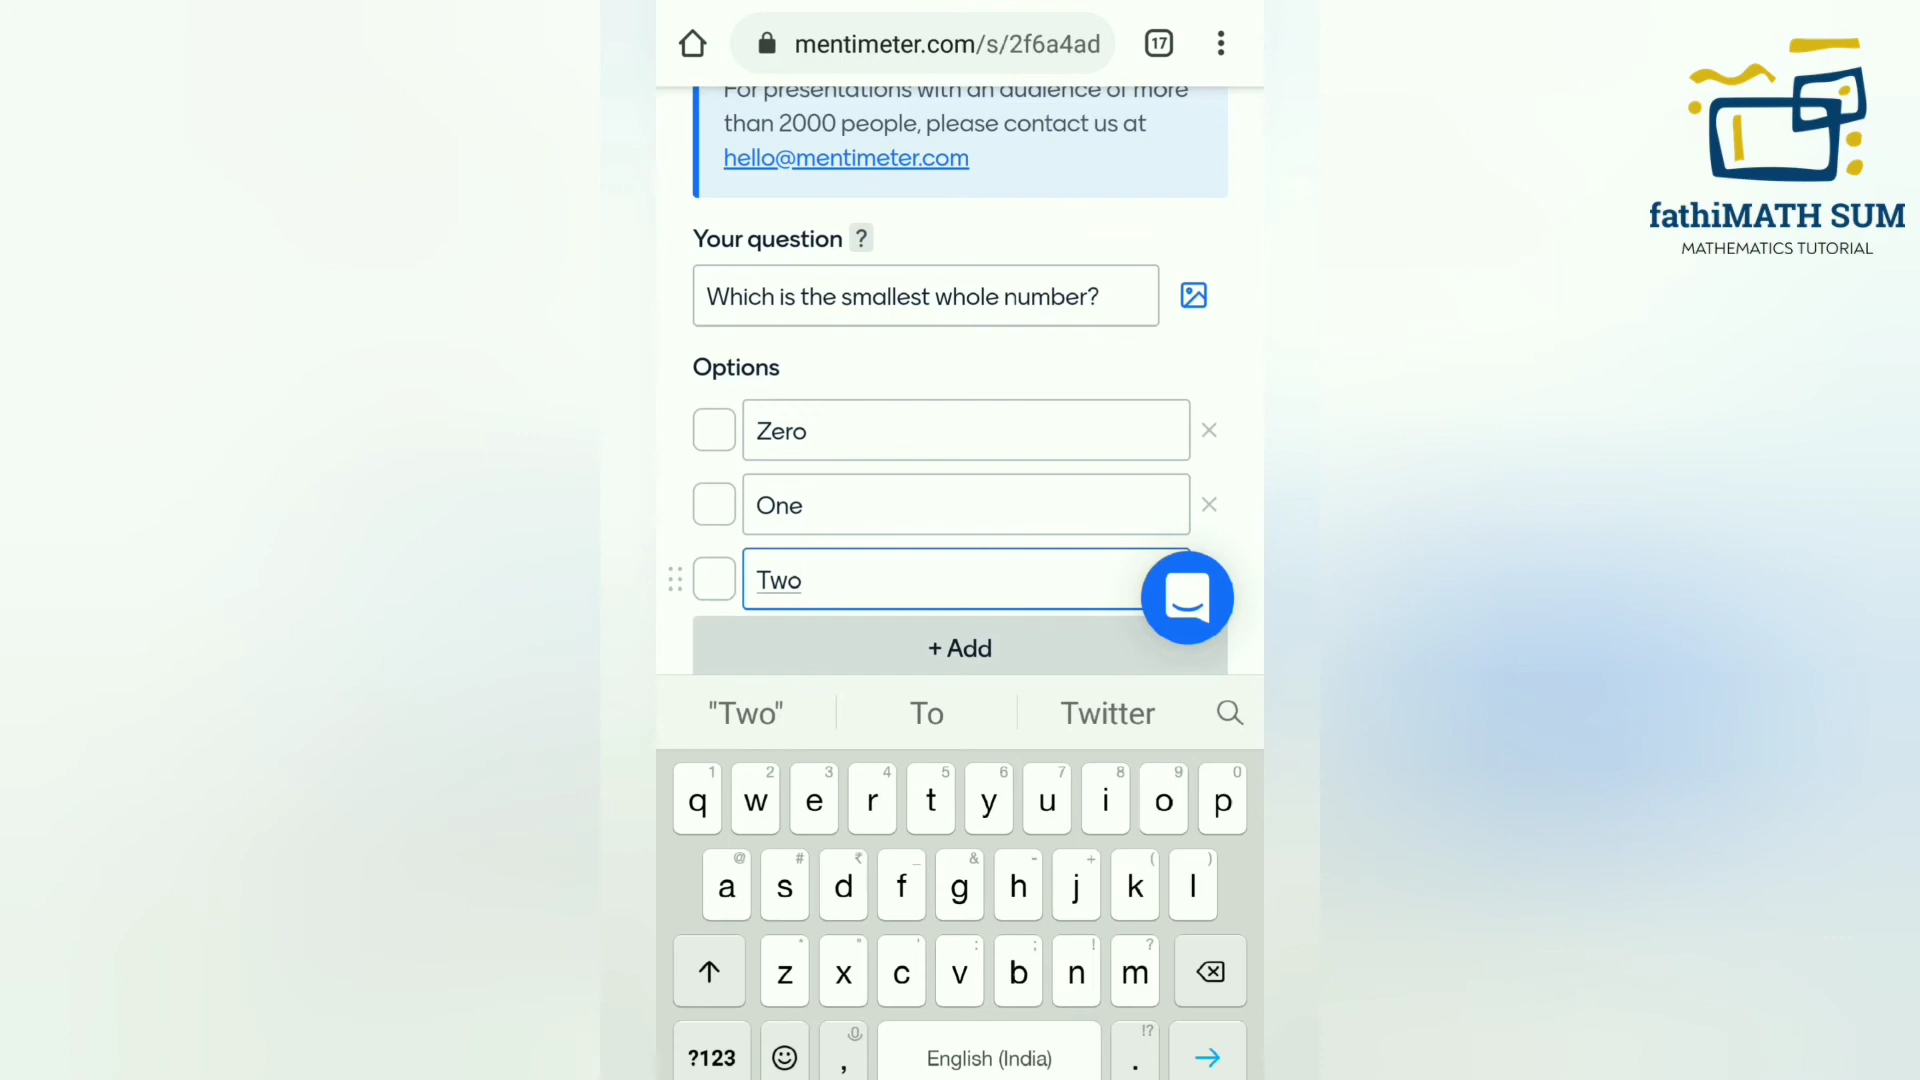 mentimeter.com/s/2f6a4ad
17
For presentations with an audience of more
than 2000 people, please contact us at
hello@mentimeter.com
Your question ?
Which is the smallest whole number?
Options
Zero
One
Two
+ Add
"Two" To Twitter
1 2 3 4 5 6 7 8 9 0
q w e r t y u i o p
@ # ₹ _ & - + ( )
a s d f g h j k l
* " ' : ; ! ?
z x c v b n m
!?
?123 , English (India) .
fathiMATH SUM
MATHEMATICS TUTORIAL